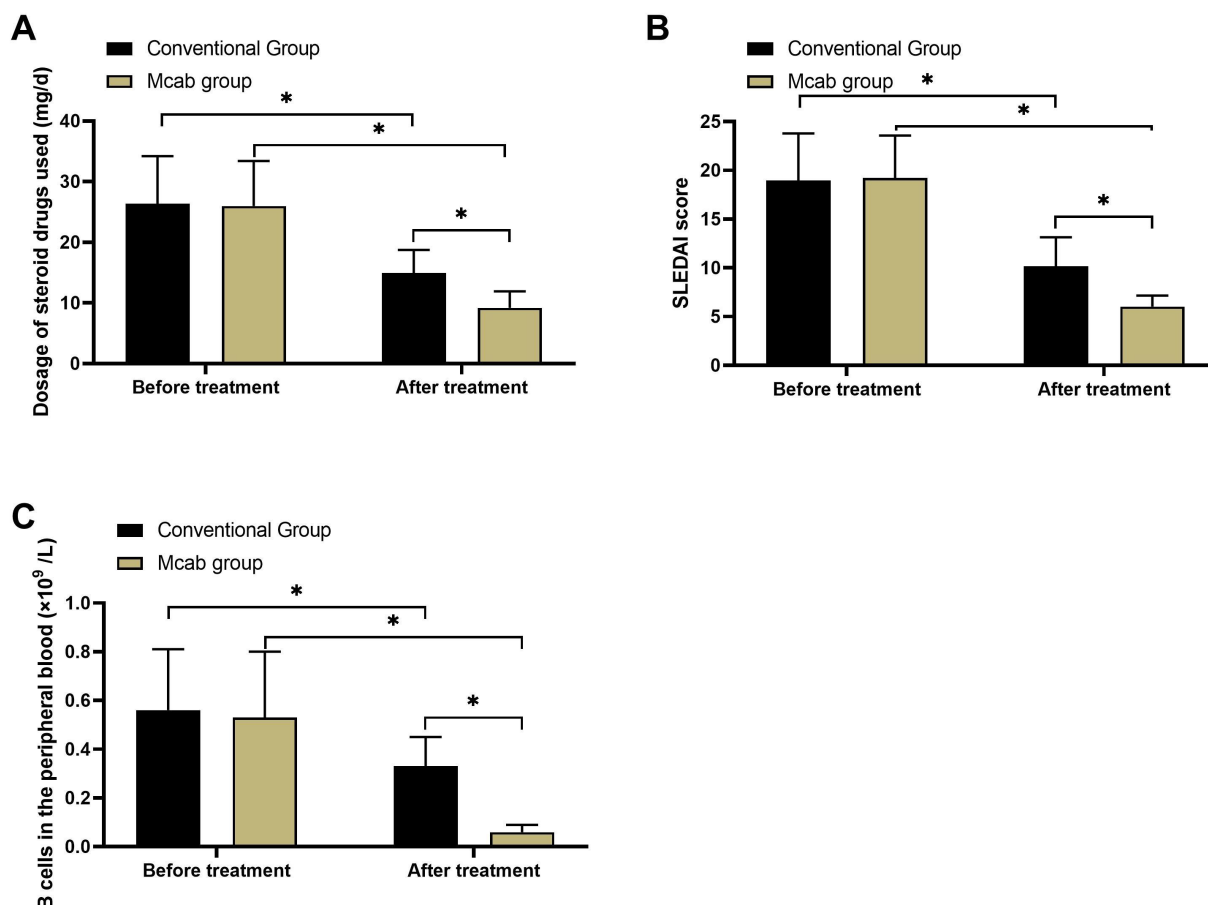 A
Conventional Group
Mcab group
Dosage of steroid drugs used (mg/d)
*
*
*
40
30
20
10
0
Before treatment
After treatment
B
Conventional Group
Mcab group
SLEDAI score
*
*
*
25
20
15
10
5
0
Before treatment
After treatment
C
Conventional Group
Mcab group
B cells in the peripheral blood (×10⁹ /L)
*
*
*
1.0
0.8
0.6
0.4
0.2
0.0
Before treatment
After treatment